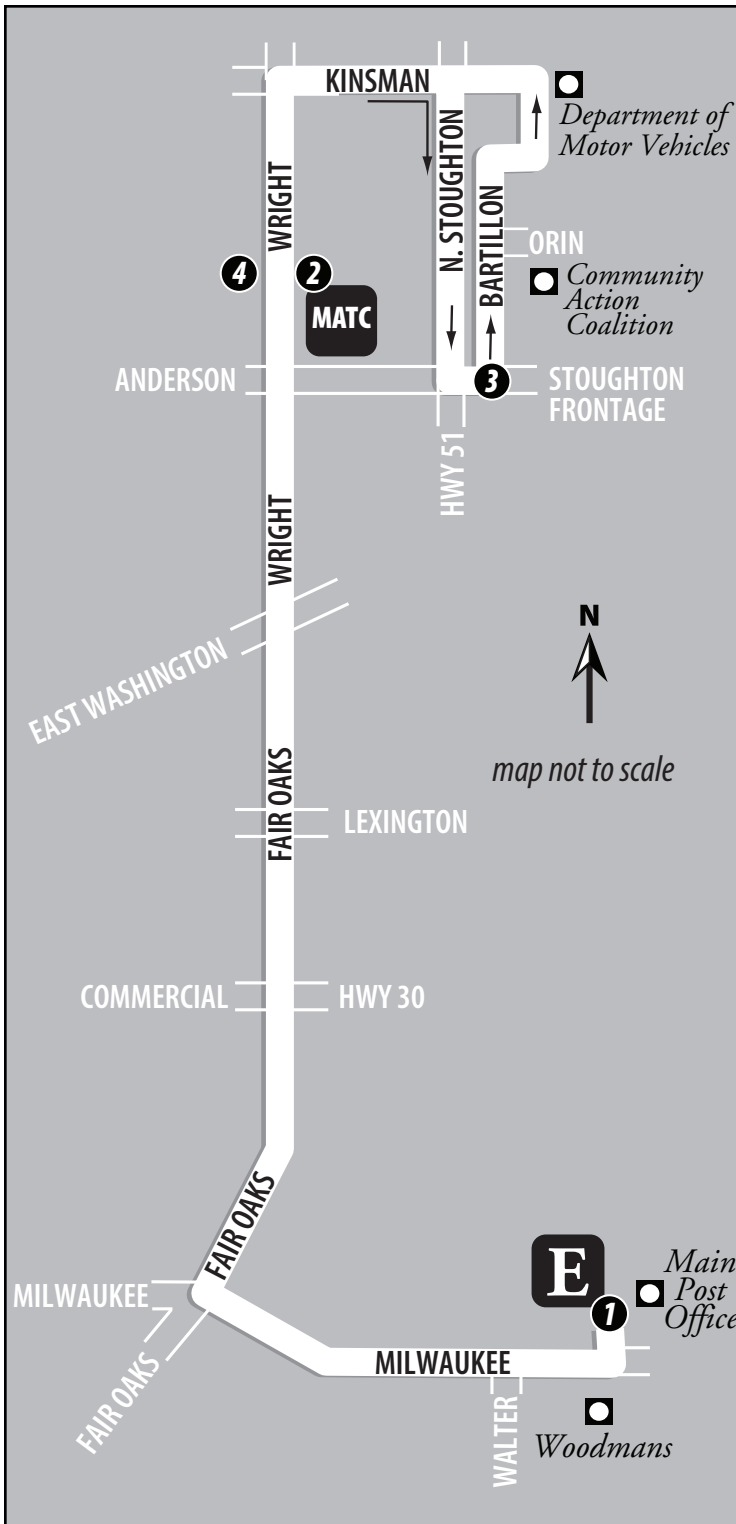 KINSMAN
Department of
Motor Vehicles
WRIGHT
N. STOUGHTON
BARTILLON
ORIN
4
2
MATC
Community
Action
Coalition
ANDERSON
3
STOUGHTON
FRONTAGE
HWY 51
WRIGHT
EAST WASHINGTON
N
map not to scale
FAIR OAKS
LEXINGTON
COMMERCIAL
HWY 30
FAIR OAKS
MILWAUKEE
FAIR OAKS
E
1
Main
Post
Office
MILWAUKEE
WALTER
Woodmans